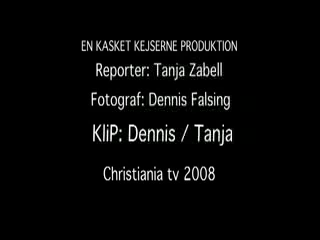 EN KASKET KEJSERNE PRODUKTION
Reporter: Tanja Zabell
Fotograf: Dennis Falsing
KliP: Dennis / Tanja
Christiania tv 2008